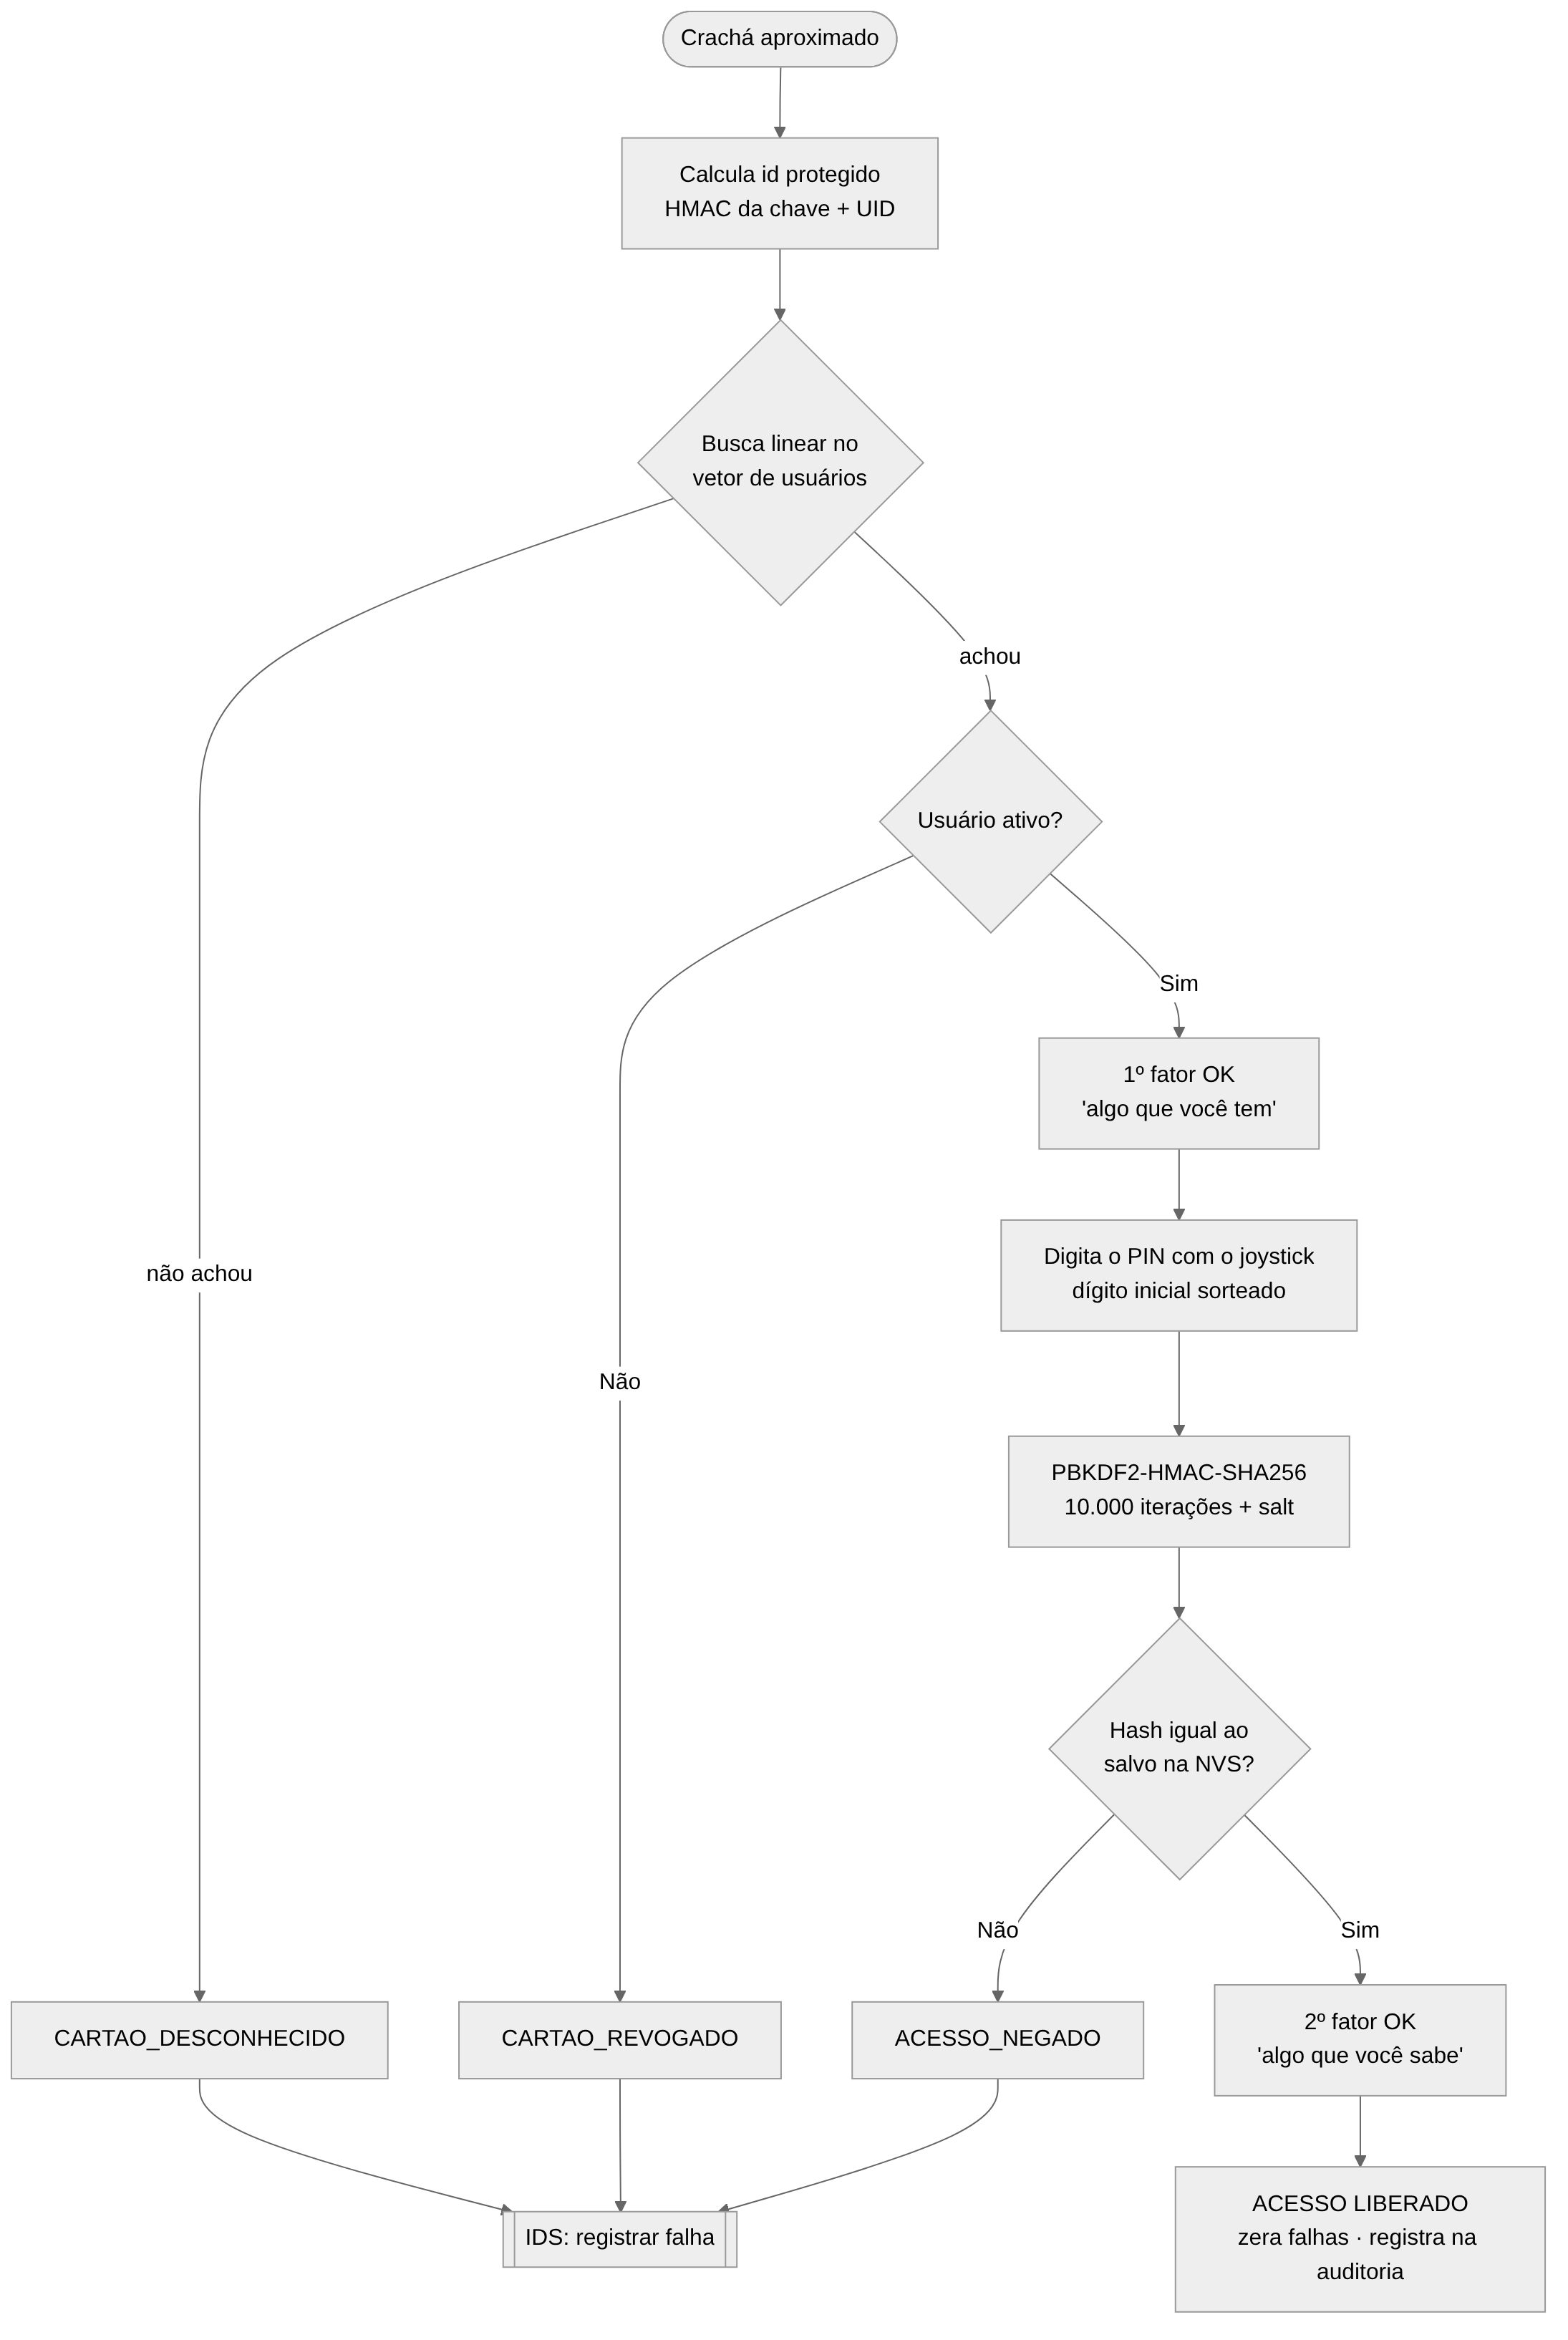 Crachá aproximado
Calcula id protegido
HMAC da chave + UID
Busca linear no
vetor de usuários
achou
Usuário ativo?
Sim
1º fator OK
'algo que você tem'
Digita o PIN com o joystick
dígito inicial sorteado
não achou
Não
PBKDF2-HMAC-SHA256
10.000 iterações + salt
Hash igual ao
salvo na NVS?
Não
Sim
CARTAO_DESCONHECIDO
CARTAO_REVOGADO
ACESSO_NEGADO
2º fator OK
'algo que você sabe'
IDS: registrar falha
ACESSO LIBERADO
zera falhas · registra na
auditoria